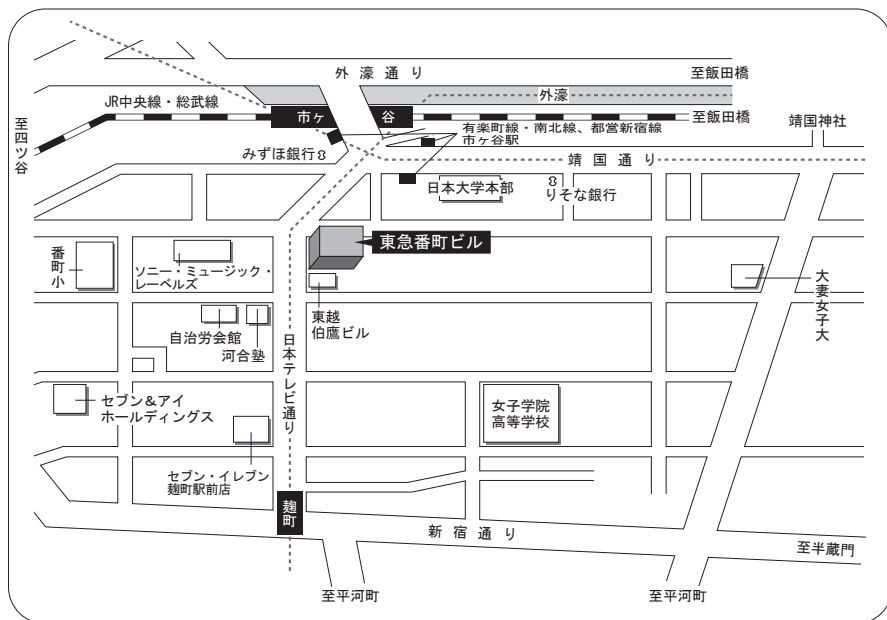 外濠通り
至飯田橋
外濠
JR中央線・総武線
市ヶ谷
至飯田橋
至四ツ谷
有楽町線・南北線、都営新宿線
市ヶ谷駅
靖国神社
みずほ銀行
靖国通り
日本大学本部
りそな銀行
東急番町ビル
番町小
ソニー・ミュージック・
レーベルズ
大妻女子大
東越
伯鷹ビル
自治労会館
河合塾
日本テレビ通り
セブン&アイ
ホールディングス
女子学院
高等学校
セブン・イレブン
麹町駅前店
麹町
新宿通り
至半蔵門
至平河町
至平河町